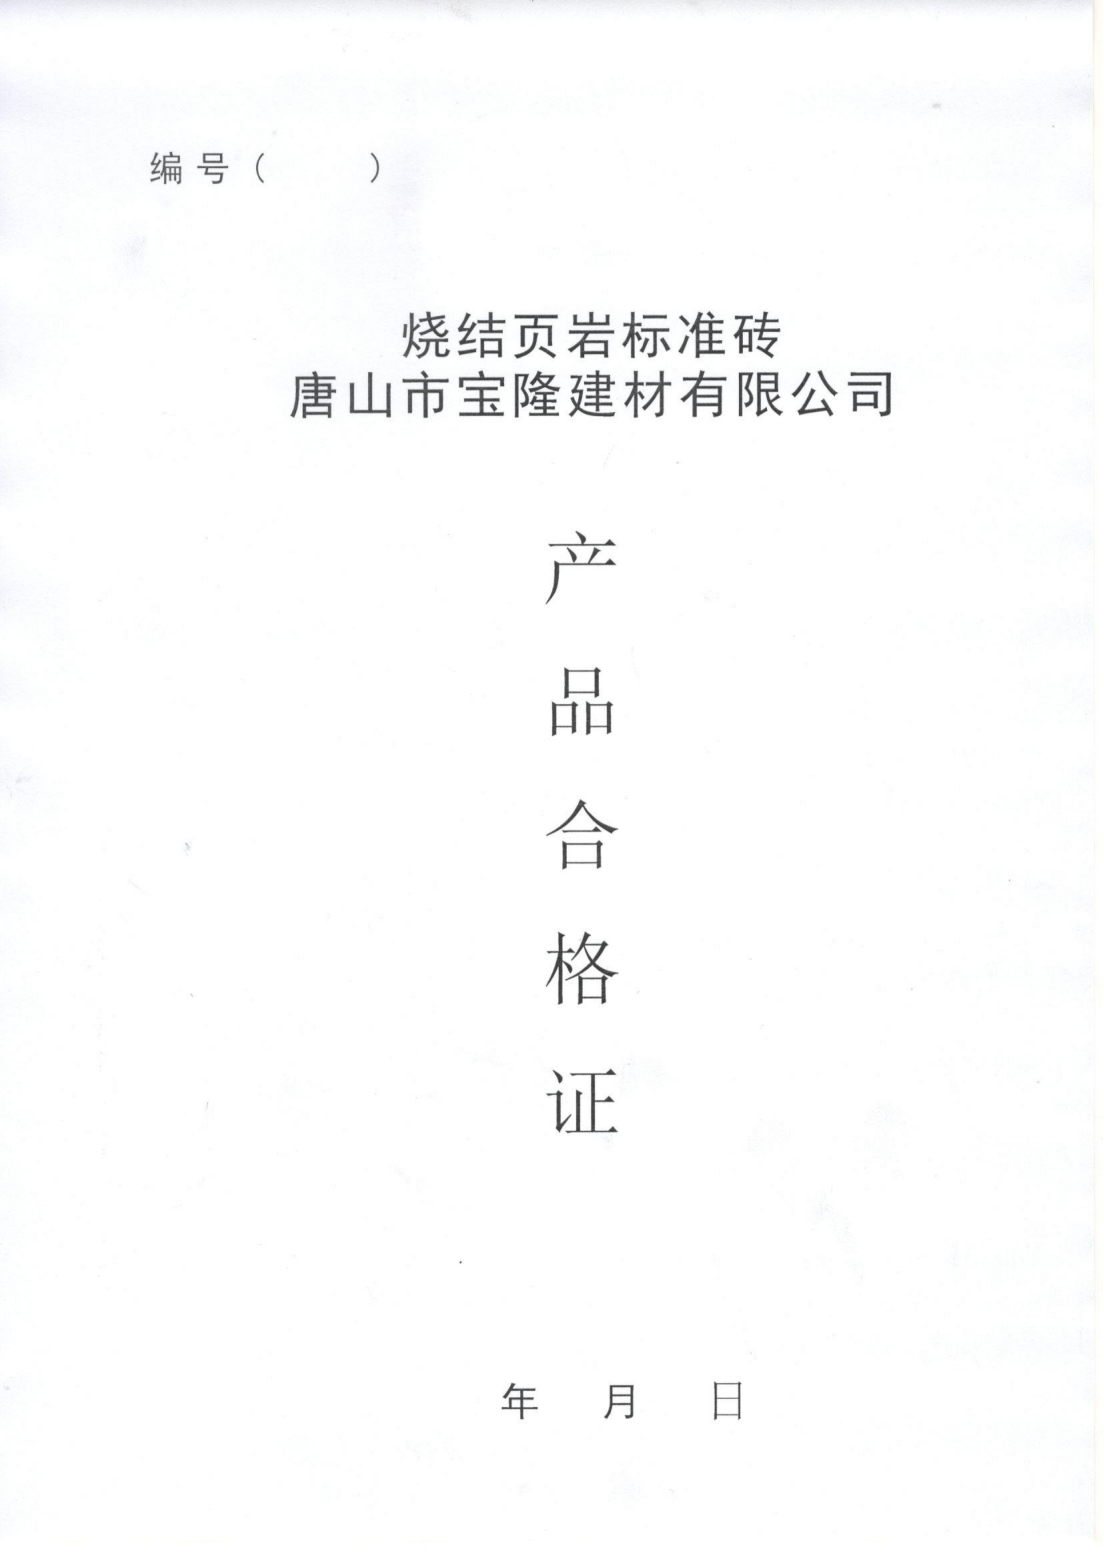 编号（ ）
烧结页岩标准砖
唐山市宝隆建材有限公司
产
品
合
格
证
年 月 日